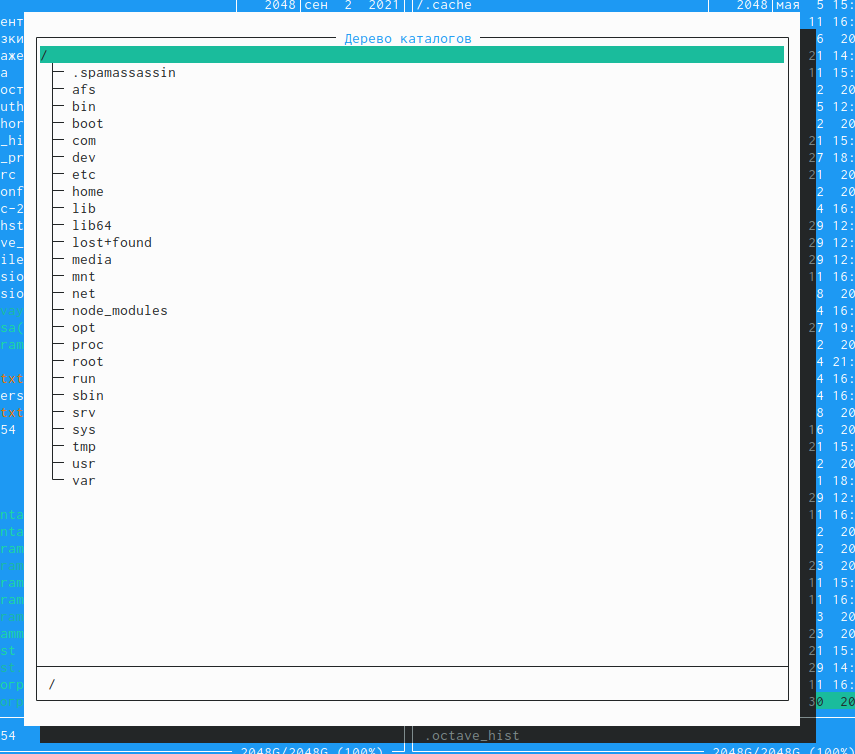 2048 сен 2 2021 /.cache 2048 мая 5 15:
Дерево каталогов
/
.spamassassin
afs
bin
boot
com
dev
etc
home
lib
lib64
lost+found
media
mnt
net
node_modules
opt
proc
root
run
sbin
srv
sys
tmp
usr
var
/
54 .octave_hist
2048G/2048G (100%) 2048G/2048G (100%)